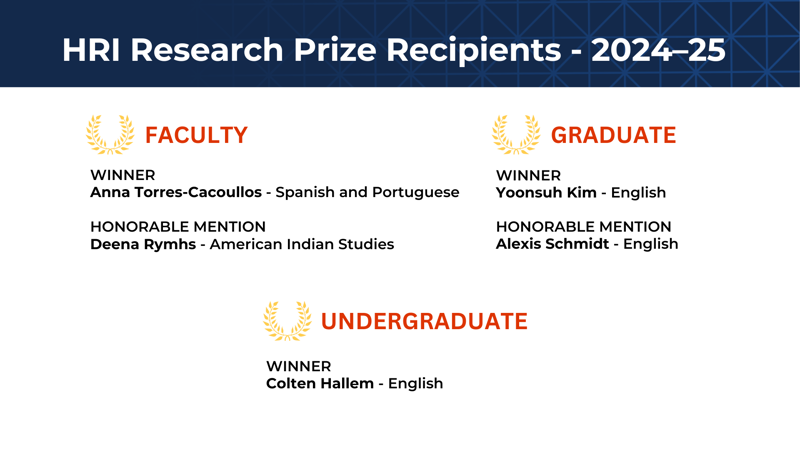 HRI Research Prize Recipients - 2024–25
FACULTY
WINNER
Anna Torres-Cacoullos - Spanish and Portuguese
HONORABLE MENTION
Deena Rymhs - American Indian Studies
GRADUATE
WINNER
Yoonsuh Kim - English
HONORABLE MENTION
Alexis Schmidt - English
UNDERGRADUATE
WINNER
Colten Hallem - English